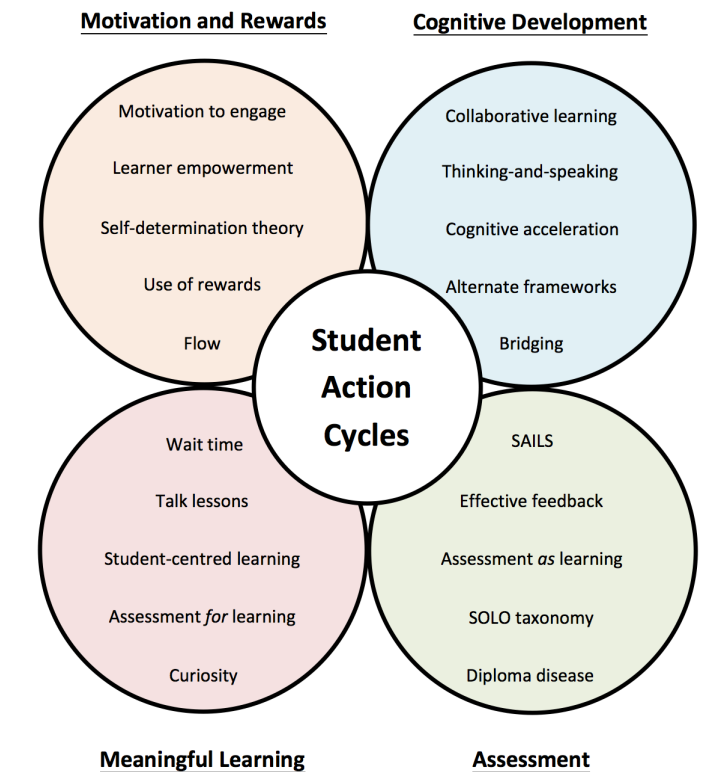 Motivation and Rewards
Cognitive Development
Motivation to engage
Learner empowerment
Self-determination theory
Use of rewards
Flow
Collaborative learning
Thinking-and-speaking
Cognitive acceleration
Alternate frameworks
Bridging
Student
Action
Cycles
Wait time
Talk lessons
Student-centred learning
Assessment for learning
Curiosity
SAILS
Effective feedback
Assessment as learning
SOLO taxonomy
Diploma disease
Meaningful Learning
Assessment